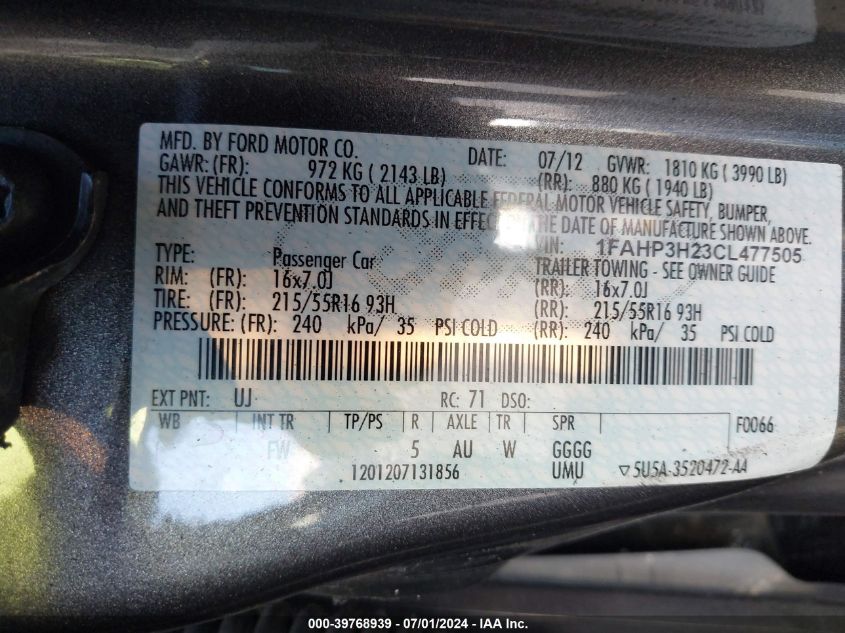 MFD. BY FORD MOTOR CO. DATE: 07/12 GVWR: 1810 KG ( 3990 LB)
GAWR: (FR): 972 KG ( 2143 LB) (RR): 880 KG ( 1940 LB)
THIS VEHICLE CONFORMS TO ALL APPLICABLE FEDERAL MOTOR VEHICLE SAFETY, BUMPER,
AND THEFT PREVENTION STANDARDS IN EFFECT ON THE DATE OF MANUFACTURE SHOWN ABOVE.
VIN: 1FAHP3H23CL477505
TYPE: Passenger Car TRAILER TOWING - SEE OWNER GUIDE
RIM: (FR): 16x7.0J (RR): 16x7.0J
TIRE: (FR): 215/55R16 93H (RR): 215/55R16 93H
PRESSURE: (FR): 240 kPa/ 35 PSI COLD (RR): 240 kPa/ 35 PSI COLD
EXT PNT: UJ RC: 71 DSO:
WB INT TR TP/PS R AXLE TR SPR F0066
FW 5 AU W GGGG
1201207131856 UMU ▽5U5A-3520472-AA
000-39768939 - 07/01/2024 - IAA Inc.